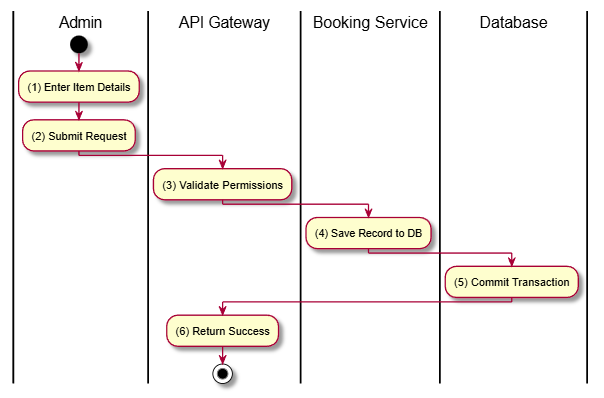 Admin
API Gateway
Booking Service
Database
(1) Enter Item Details
(2) Submit Request
(3) Validate Permissions
(4) Save Record to DB
(5) Commit Transaction
(6) Return Success